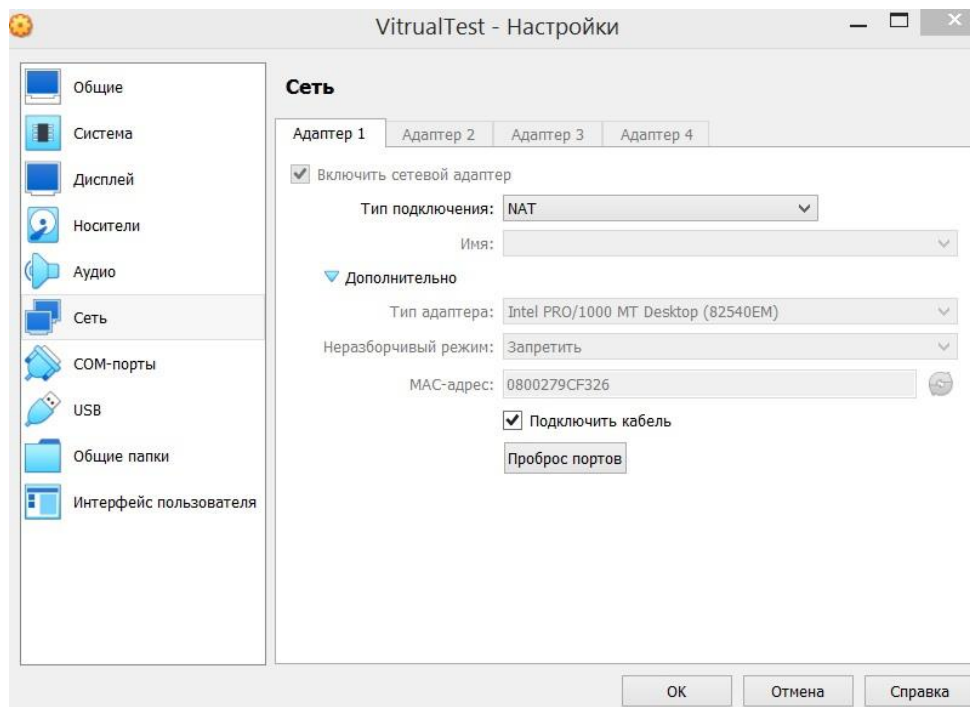 VitrualTest - Настройки
Общие
Система
Дисплей
Носители
Аудио
Сеть
COM-порты
USB
Общие папки
Интерфейс пользователя
Сеть
Адаптер 1 Адаптер 2 Адаптер 3 Адаптер 4
Включить сетевой адаптер
Тип подключения: NAT
Имя:
Дополнительно
Тип адаптера: Intel PRO/1000 MT Desktop (82540EM)
Неразборчивый режим: Запретить
MAC-адрес: 0800279CF326
Подключить кабель
Проброс портов
OK Отмена Справка